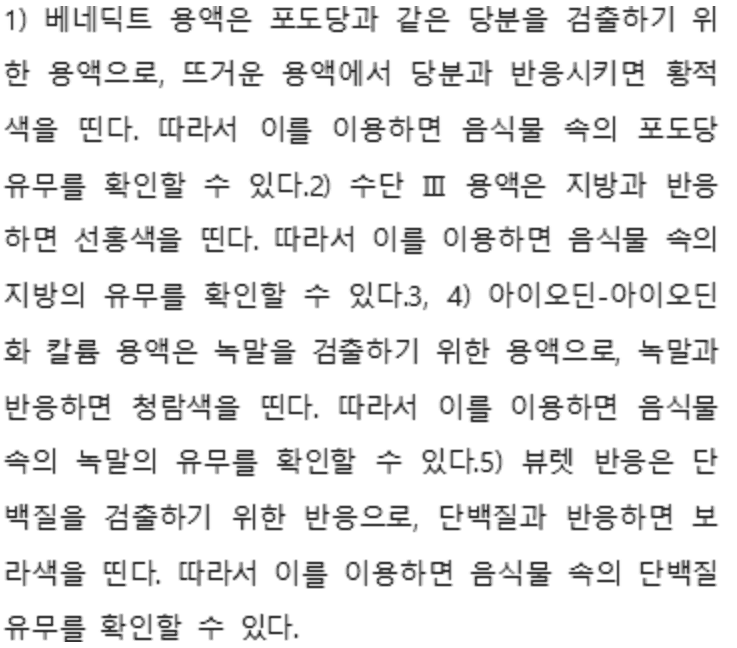 1) 베네딕트 용액은 포도당과 같은 당분을 검출하기 위
한 용액으로, 뜨거운 용액에서 당분과 반응시키면 황적
색을 띤다. 따라서 이를 이용하면 음식물 속의 포도당
유무를 확인할 수 있다.2) 수단 Ⅲ 용액은 지방과 반응
하면 선홍색을 띤다. 따라서 이를 이용하면 음식물 속의
지방의 유무를 확인할 수 있다.3, 4) 아이오딘-아이오딘
화 칼륨 용액은 녹말을 검출하기 위한 용액으로, 녹말과
반응하면 청람색을 띤다. 따라서 이를 이용하면 음식물
속의 녹말의 유무를 확인할 수 있다.5) 뷰렛 반응은 단
백질을 검출하기 위한 반응으로, 단백질과 반응하면 보
라색을 띤다. 따라서 이를 이용하면 음식물 속의 단백질
유무를 확인할 수 있다.